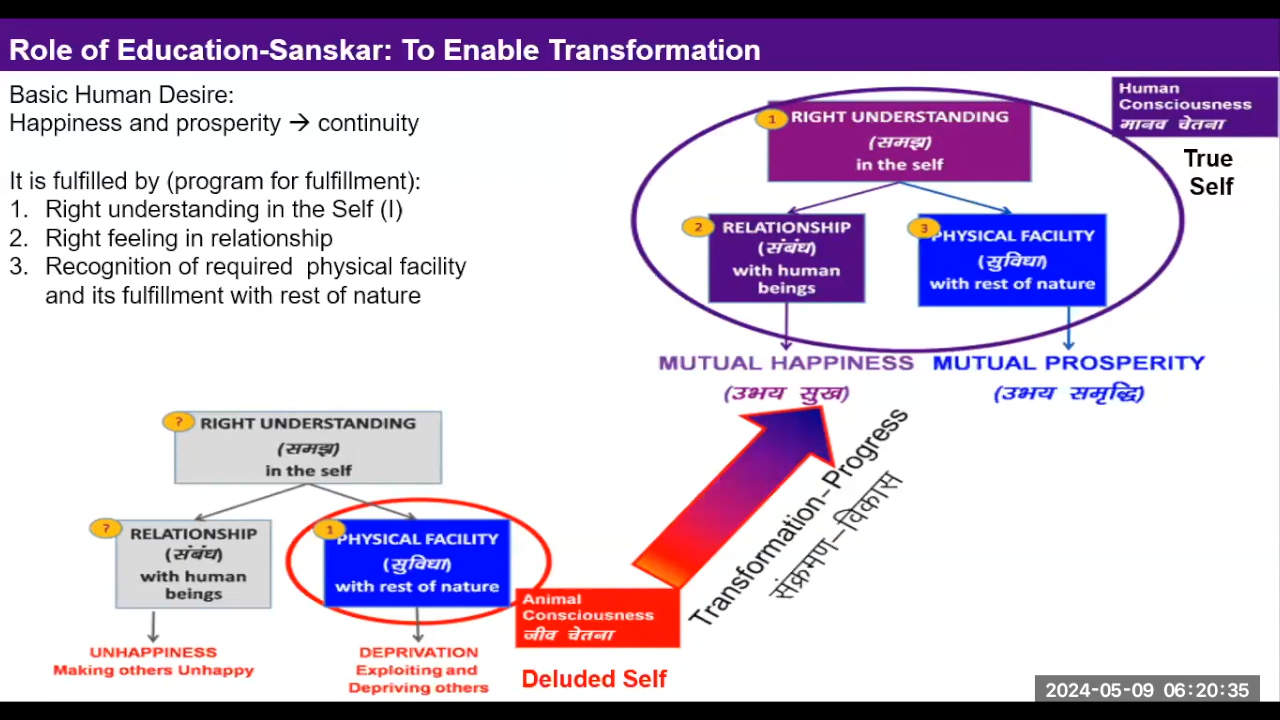 Role of Education-Sanskar: To Enable Transformation
Basic Human Desire:
Happiness and prosperity → continuity
It is fulfilled by (program for fulfillment):
1. Right understanding in the Self (I)
2. Right feeling in relationship
3. Recognition of required physical facility
and its fulfillment with rest of nature
Human
Consciousness
मानव चेतना
True
Self
1
RIGHT UNDERSTANDING
(समझ)
in the self
2
RELATIONSHIP
(संबंध)
with human
beings
3
PHYSICAL FACILITY
(सुविधा)
with rest of nature
MUTUAL HAPPINESS
(उभय सुख)
MUTUAL PROSPERITY
(उभय समृद्धि)
?
RIGHT UNDERSTANDING
(समझ)
in the self
?
RELATIONSHIP
(संबंध)
with human
beings
1
PHYSICAL FACILITY
(सुविधा)
with rest of nature
UNHAPPINESS
Making others Unhappy
DEPRIVATION
Exploiting and
Depriving others
Animal
Consciousness
जीव चेतना
Deluded Self
Transformation–Progress
संक्रमण–विकास
2024-05-09 06:20:35